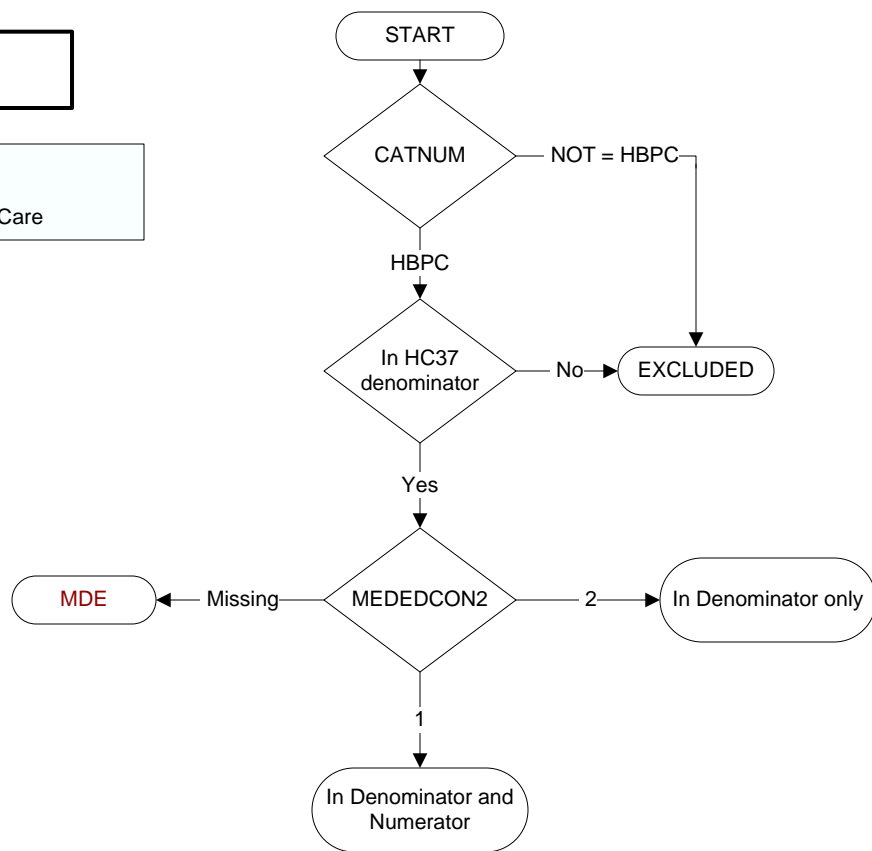 START
CATNUM
NOT = HBPC
Care
HBPC
In HC37
denominator
No
EXCLUDED
Yes
MDE
Missing
MEDEDCON2
2
In Denominator only
1
In Denominator and
Numerator